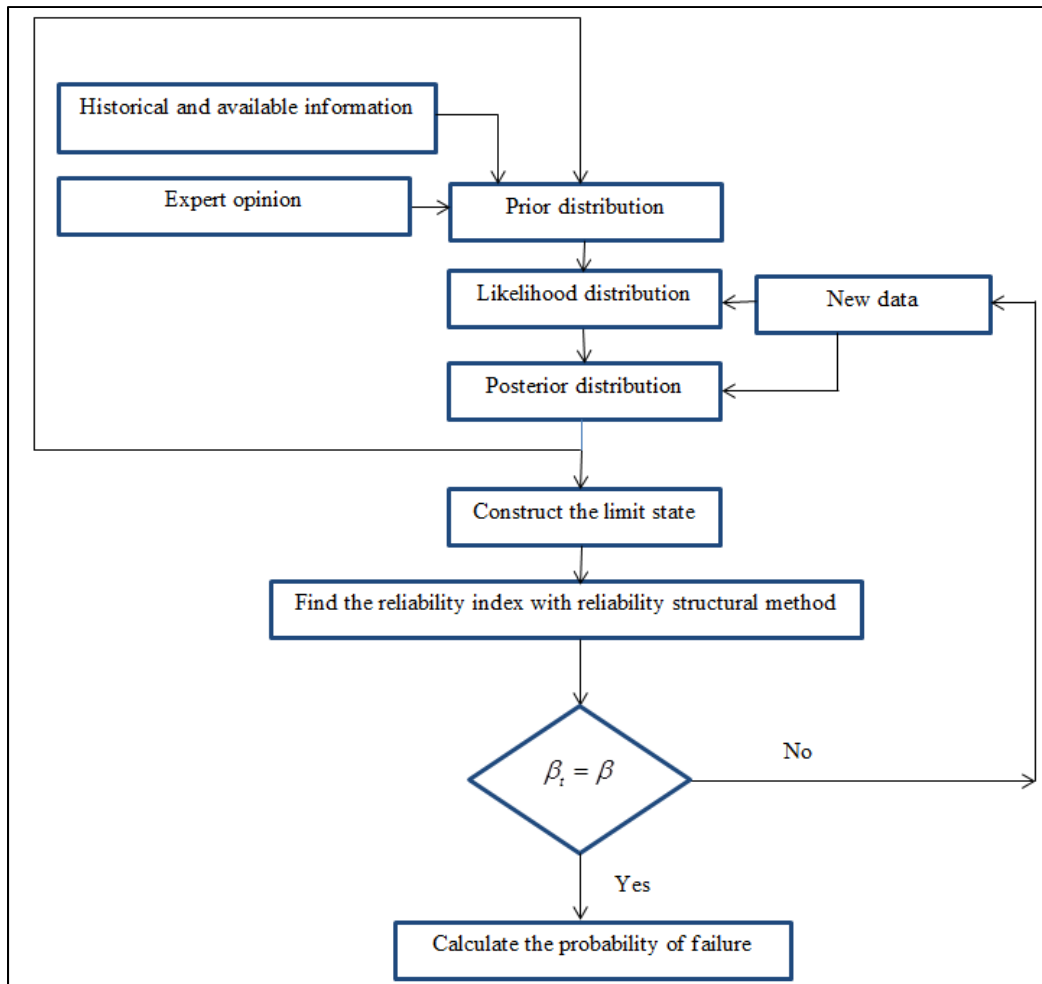 Historical and available information
Expert opinion
Prior distribution
Likelihood distribution
New data
Posterior distribution
Construct the limit state
Find the reliability index with reliability structural method
βₜ = β
No
Yes
Calculate the probability of failure